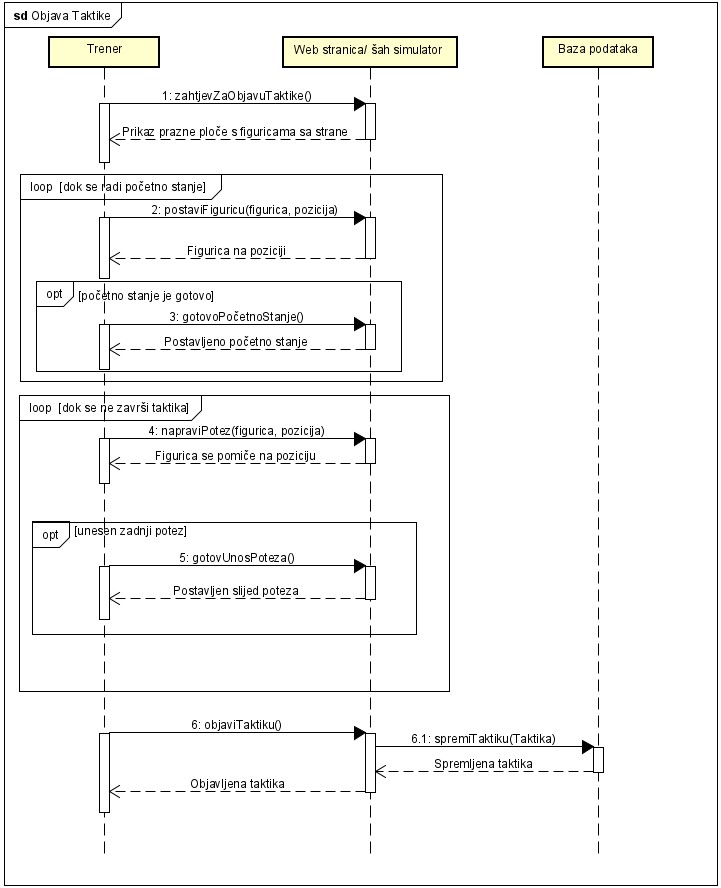 sd Objava Taktike
Trener
Web stranica/ šah simulator
Baza podataka
1: zahtjevZaObjavuTaktike()
Prikaz prazne ploče s figuricama sa strane
loop [dok se radi početno stanje]
2: postaviFiguricu(figurica, pozicija)
Figurica na poziciji
opt [početno stanje je gotovo]
3: gotovoPočetnoStanje()
Postavljeno početno stanje
loop [dok se ne završi taktika]
4: napraviPotez(figurica, pozicija)
Figurica se pomiče na poziciju
opt [unesen zadnji potez]
5: gotovUnosPoteza()
Postavljen slijed poteza
6: objaviTaktiku()
6.1: spremiTaktiku(Taktika)
Spremljena taktika
Objavljena taktika